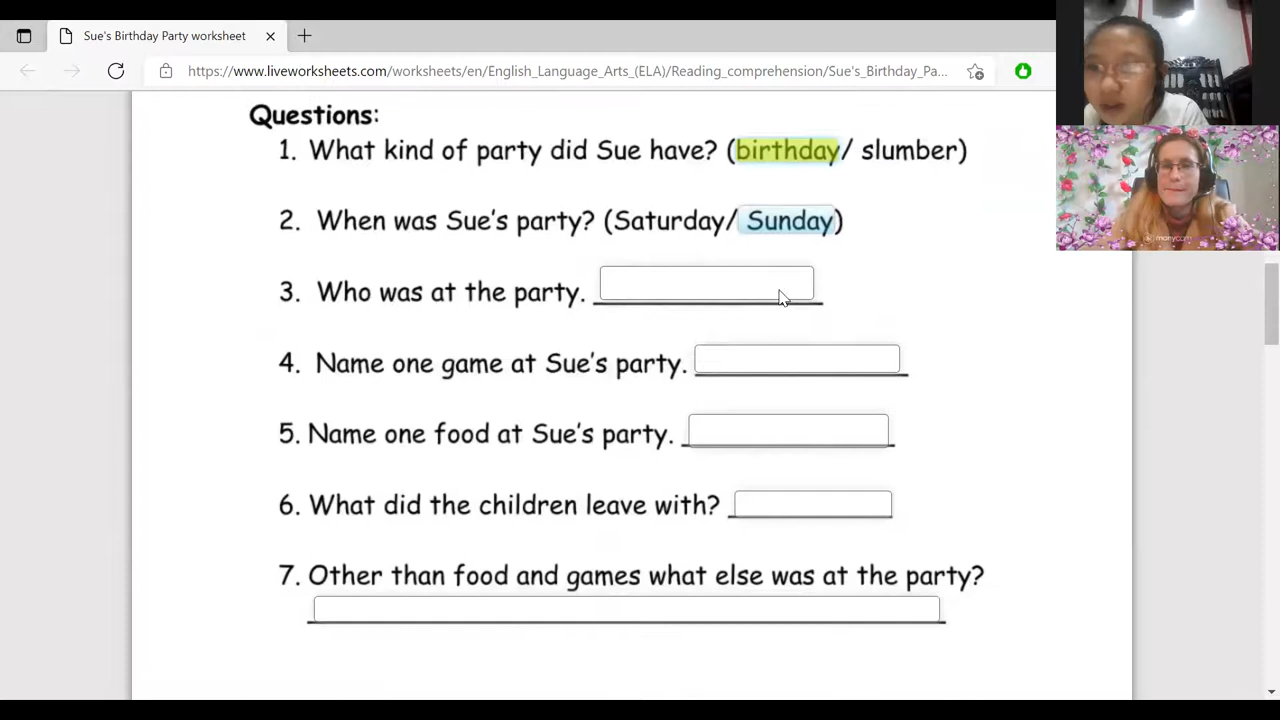 Sue's Birthday Party worksheet
https://www.liveworksheets.com/worksheets/en/English_Language_Arts_(ELA)/Reading_comprehension/Sue's_Birthday_Pa...
Questions:
1. What kind of party did Sue have? (birthday/ slumber)
2. When was Sue's party? (Saturday/ Sunday)
3. Who was at the party.
4. Name one game at Sue's party.
5. Name one food at Sue's party.
6. What did the children leave with?
7. Other than food and games what else was at the party?
manycam